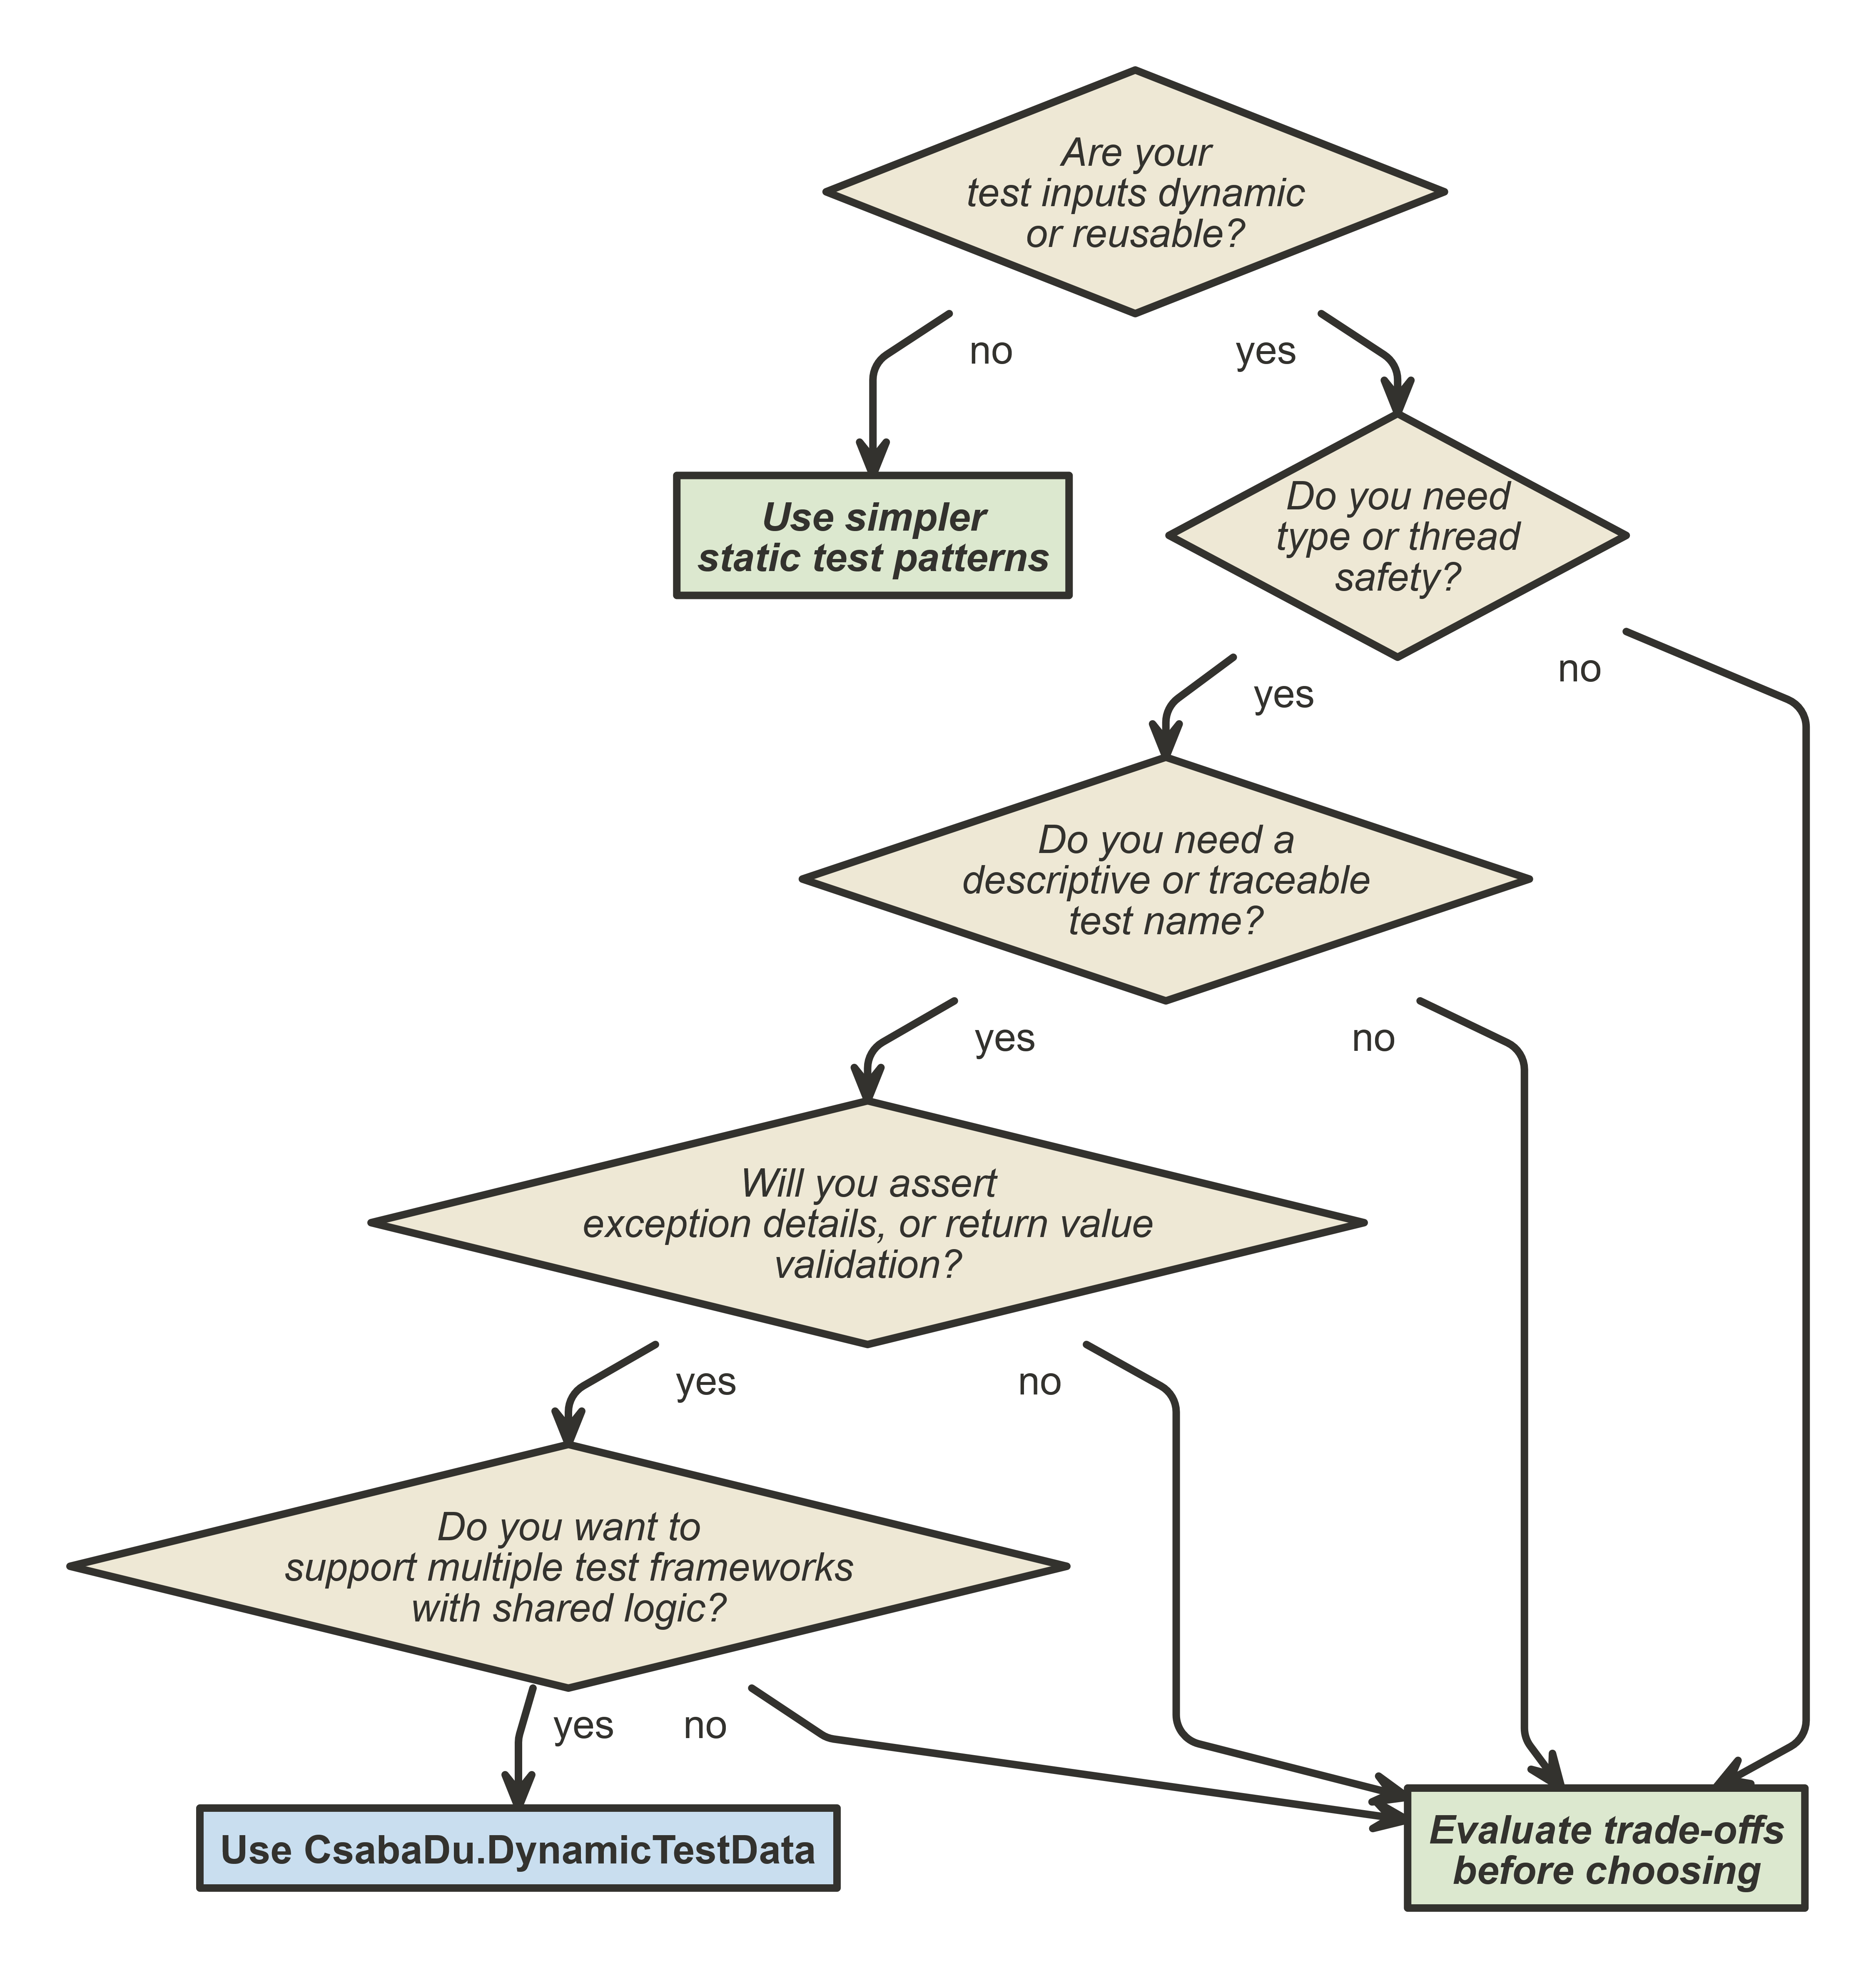 Are your
test inputs dynamic
or reusable?
no
yes
Use simpler
static test patterns
Do you need
type or thread
safety?
yes
no
Do you need a
descriptive or traceable
test name?
yes
no
Will you assert
exception details, or return value
validation?
yes
no
Do you want to
support multiple test frameworks
with shared logic?
yes
no
Use CsabaDu.DynamicTestData
Evaluate trade-offs
before choosing